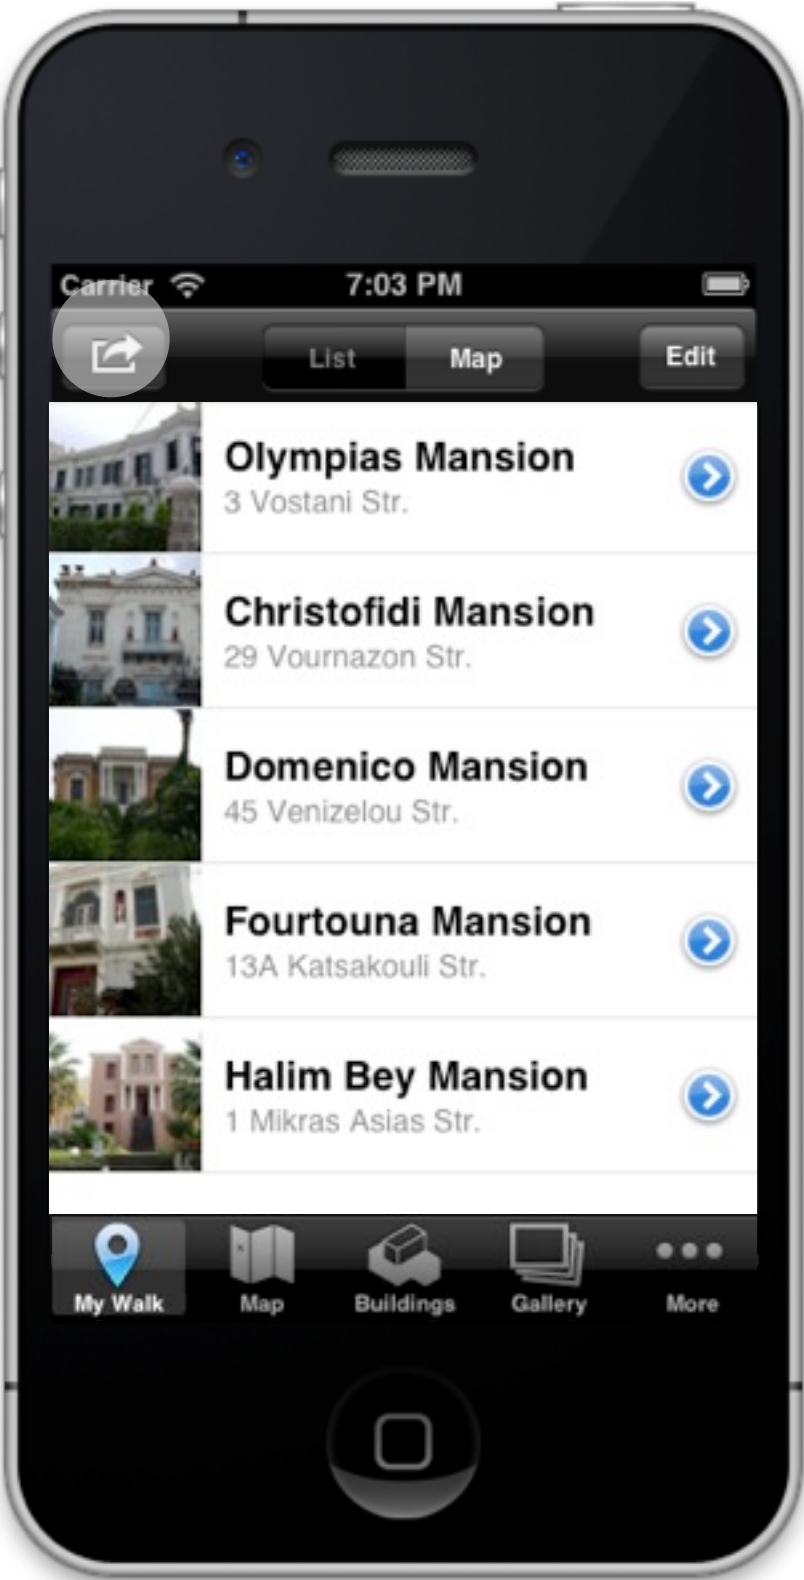 Carrier 7:03 PM
List Map Edit
Olympias Mansion
3 Vostani Str.
Christofidi Mansion
29 Vournazon Str.
Domenico Mansion
45 Venizelou Str.
Fourtouna Mansion
13A Katsakouli Str.
Halim Bey Mansion
1 Mikras Asias Str.
My Walk Map Buildings Gallery More